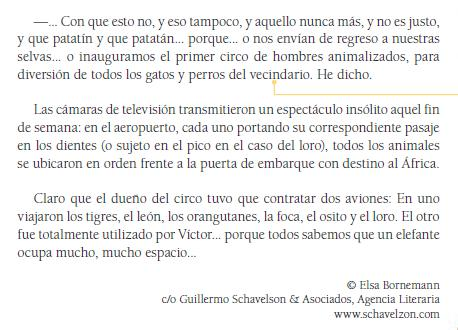 —... Con que esto no, y eso tampoco, y aquello nunca más, y no es justo,
y que patatín y que patatán... porque... o nos envían de regreso a nuestras
selvas... o inauguramos el primer circo de hombres animalizados, para
diversión de todos los gatos y perros del vecindario. He dicho.
Las cámaras de televisión transmitieron un espectáculo insólito aquel fin
de semana: en el aeropuerto, cada uno portando su correspondiente pasaje
en los dientes (o sujeto en el pico en el caso del loro), todos los animales
se ubicaron en orden frente a la puerta de embarque con destino al África.
Claro que el dueño del circo tuvo que contratar dos aviones: En uno
viajaron los tigres, el león, los orangutanes, la foca, el osito y el loro. El otro
fue totalmente utilizado por Víctor... porque todos sabemos que un elefante
ocupa mucho, mucho espacio...
© Elsa Bornemann
c/o Guillermo Schavelson & Asociados, Agencia Literaria
www.schavelzon.com